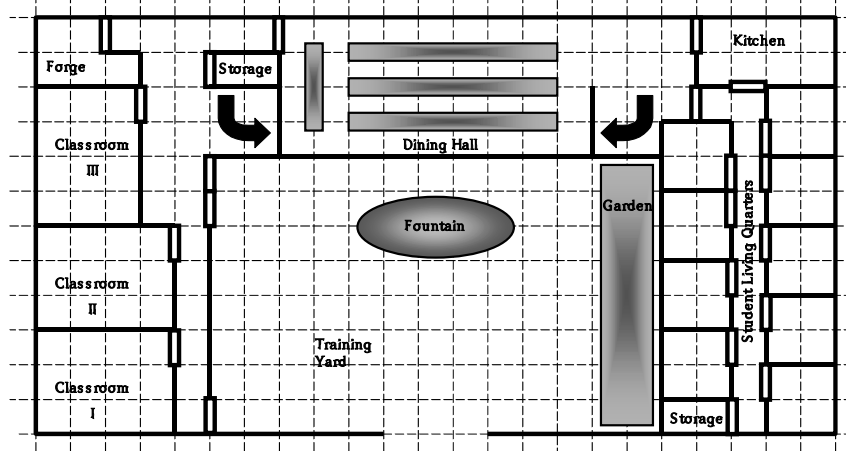 Kitchen
Forge
Storage
Classroom
III
Dining Hall
Garden
Fountain
Student Living Quarters
Classroom
II
Training
Yard
Classroom
I
Storage